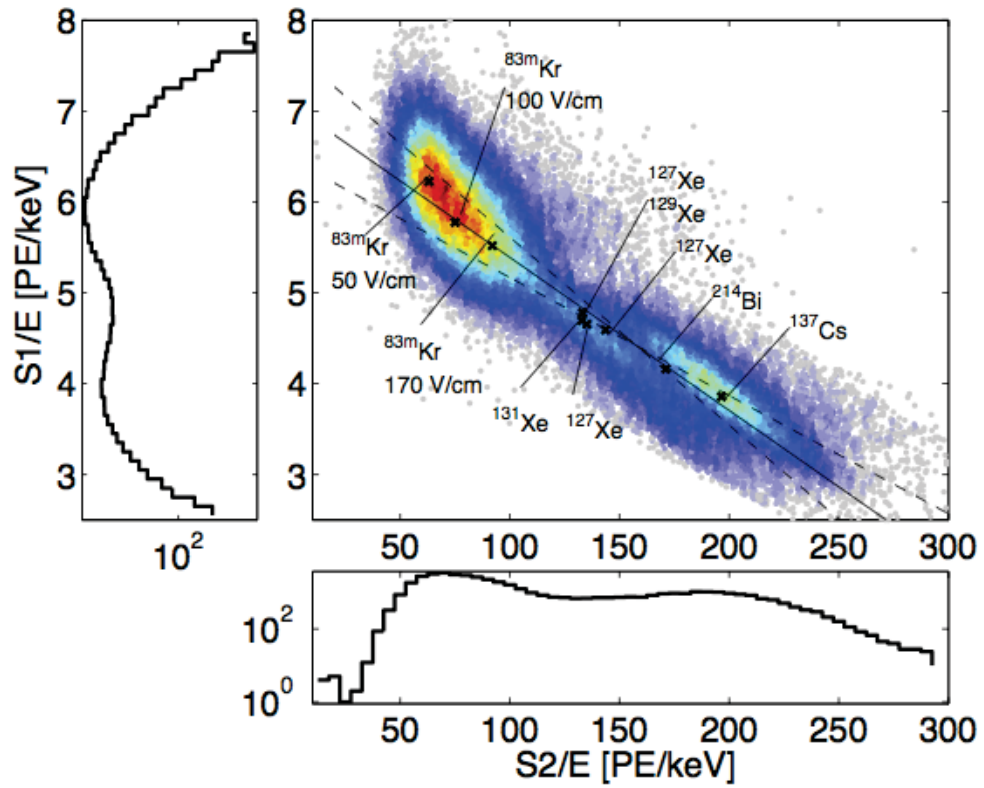 8
7
6
5
4
3
S1/E [PE/keV]
10²
8
7
6
5
4
3
50
100
150
200
250
300
⁸³ᵐKr
100 V/cm
⁸³ᵐKr
50 V/cm
⁸³ᵐKr
170 V/cm
¹²⁷Xe
¹²⁹Xe
¹²⁷Xe
²¹⁴Bi
¹³⁷Cs
¹³¹Xe
¹²⁷Xe
10²
10⁰
50
100
150
200
250
300
S2/E [PE/keV]